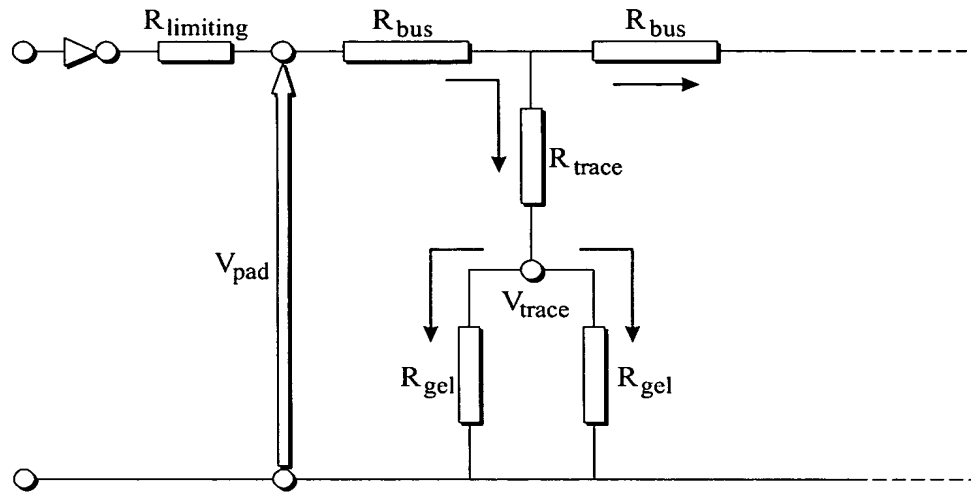 R limiting
R bus
R bus
R trace
V pad
V trace
R gel
R gel